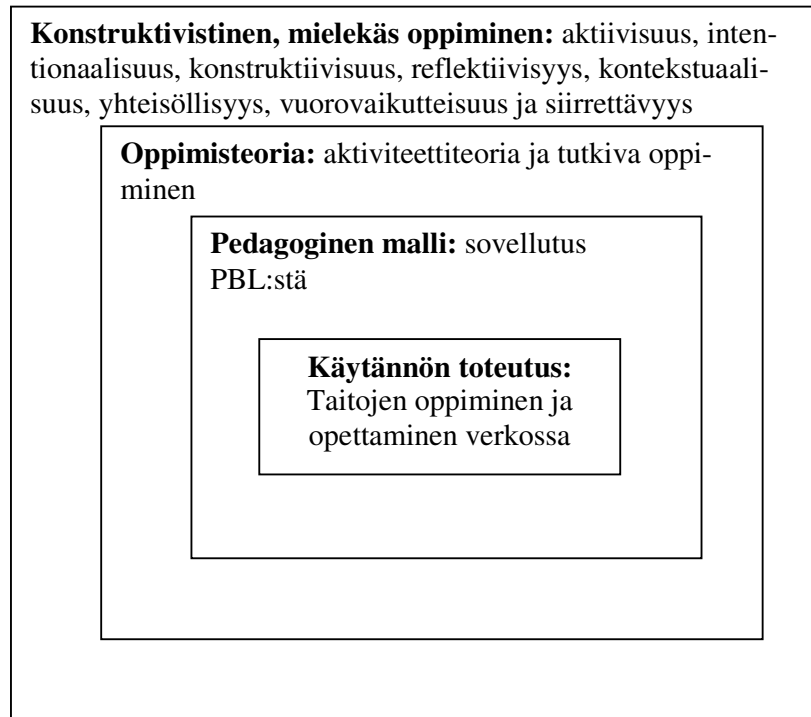 Konstruktivistinen, mielekäs oppiminen: aktiivisuus, inten-
tionaalisuus, konstruktiivisuus, reflektiivisyys, kontekstuaali-
suus, yhteisöllisyys, vuorovaikutteisuus ja siirrettävyys
Oppimisteoria: aktiviteettiteoria ja tutkiva oppi-
minen
Pedagoginen malli: sovellutus
PBL:stä
Käytännön toteutus:
Taitojen oppiminen ja
opettaminen verkossa